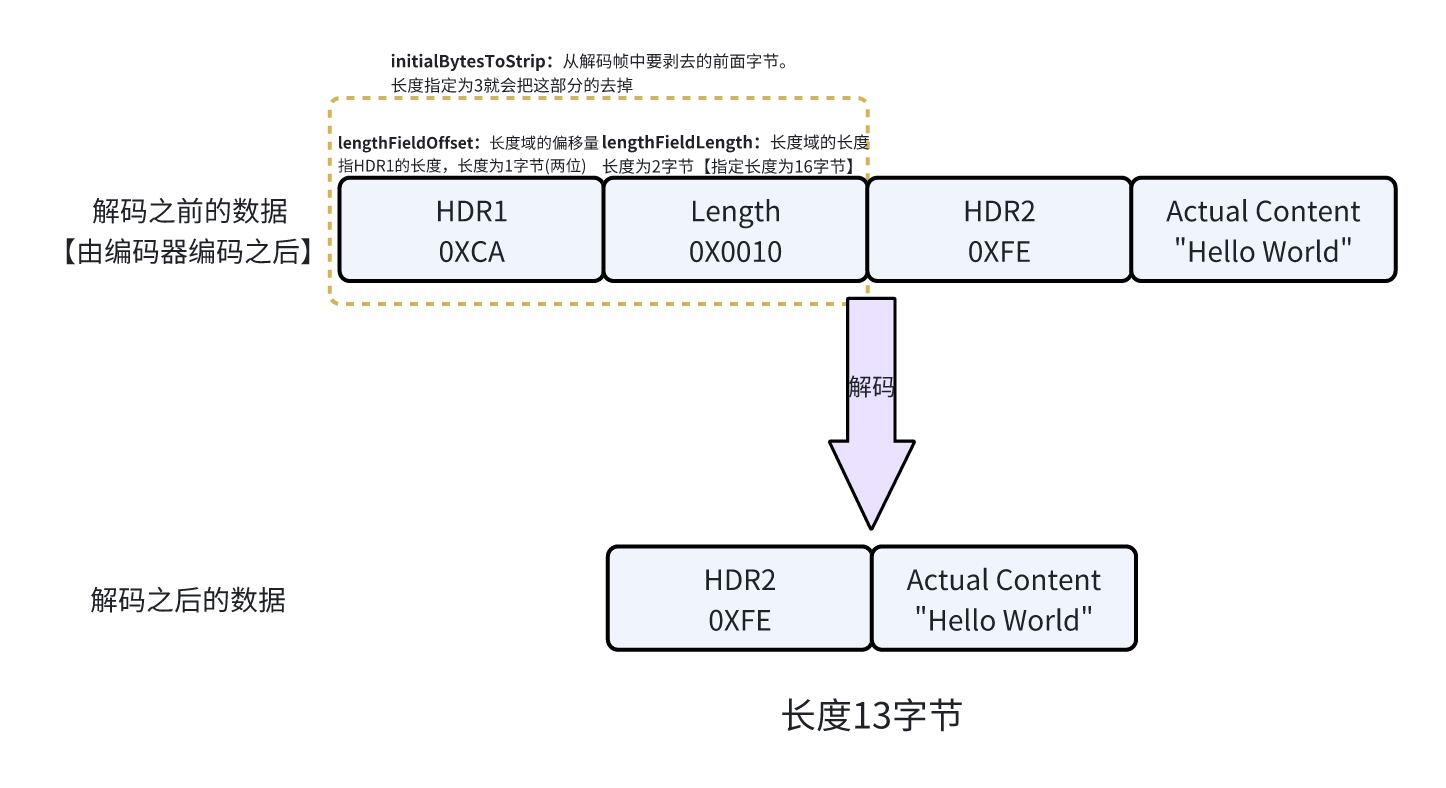 initialBytesToStrip：从解码帧中要剥去的前面字节。
长度指定为3就会把这部分的去掉
lengthFieldOffset：长度域的偏移量
指HDR1的长度，长度为1字节(两位)
lengthFieldLength：长度域的长度
长度为2字节【指定长度为16字节】
解码之前的数据
【由编码器编码之后】
HDR1
0XCA
Length
0X0010
HDR2
0XFE
Actual Content
"Hello World"
解码
解码之后的数据
HDR2
0XFE
Actual Content
"Hello World"
长度13字节